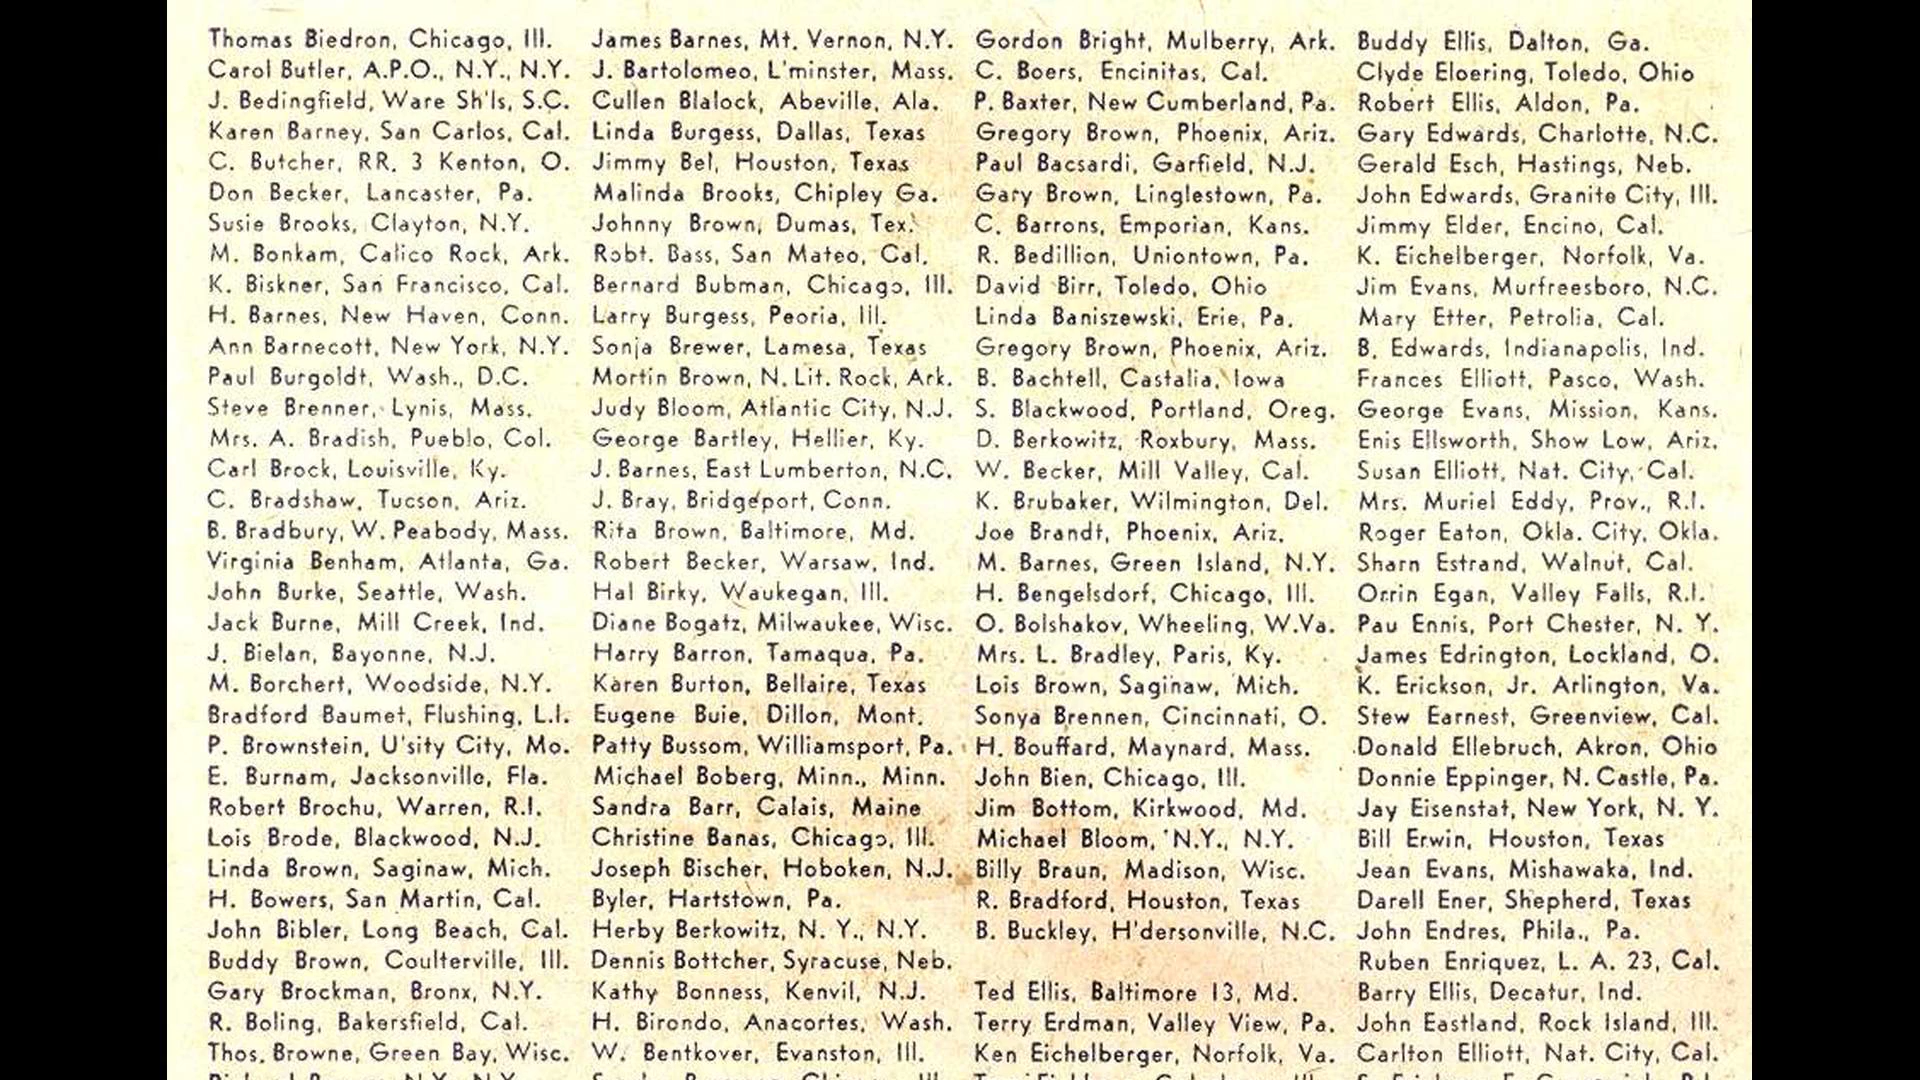 Thomas Biedron, Chicago, Ill.
Carol Butler, A.P.O., N.Y., N.Y.
J. Bedingfield, Ware Sh'ls, S.C.
Karen Barney, San Carlos, Cal.
C. Butcher, RR. 3 Kenton, O.
Don Becker, Lancaster, Pa.
Susie Brooks, Clayton, N.Y.
M. Bonkam, Calico Rock, Ark.
K. Biskner, San Francisco, Cal.
H. Barnes, New Haven, Conn.
Ann Barnecott, New York, N.Y.
Paul Burgoldt, Wash., D.C.
Steve Brenner, Lynis, Mass.
Mrs. A. Bradish, Pueblo, Col.
Carl Brock, Louisville, Ky.
C. Bradshaw, Tucson, Ariz.
B. Bradbury, W. Peabody, Mass.
Virginia Benham, Atlanta, Ga.
John Burke, Seattle, Wash.
Jack Burne, Mill Creek, Ind.
J. Bielan, Bayonne, N.J.
M. Borchert, Woodside, N.Y.
Bradford Baumet, Flushing, L.I.
P. Brownstein, U'sity City, Mo.
E. Burnam, Jacksonville, Fla.
Robert Brochu, Warren, R.I.
Lois Brode, Blackwood, N.J.
Linda Brown, Saginaw, Mich.
H. Bowers, San Martin, Cal.
John Bibler, Long Beach, Cal.
Buddy Brown, Coulterville, Ill.
Gary Brockman, Bronx, N.Y.
R. Boling, Bakersfield, Cal.
Thos. Browne, Green Bay, Wisc.
James Barnes, Mt. Vernon, N.Y.
J. Bartolomeo, L'minster, Mass.
Cullen Blalock, Abeville, Ala.
Linda Burgess, Dallas, Texas
Jimmy Bel, Houston, Texas
Malinda Brooks, Chipley Ga.
Johnny Brown, Dumas, Tex.
Robt. Bass, San Mateo, Cal.
Bernard Bubman, Chicago, Ill.
Larry Burgess, Peoria, Ill.
Sonja Brewer, Lamesa, Texas
Mortin Brown, N. Lit. Rock, Ark.
Judy Bloom, Atlantic City, N.J.
George Bartley, Hellier, Ky.
J. Barnes, East Lumberton, N.C.
J. Bray, Bridgeport, Conn.
Rita Brown, Baltimore, Md.
Robert Becker, Warsaw, Ind.
Hal Birky, Waukegan, Ill.
Diane Bogatz, Milwaukee, Wisc.
Harry Barron, Tamaqua, Pa.
Karen Burton, Bellaire, Texas
Eugene Buie, Dillon, Mont.
Patty Bussom, Williamsport, Pa.
Michael Boberg, Minn., Minn.
Sandra Barr, Calais, Maine
Christine Banas, Chicago, Ill.
Joseph Bischer, Hoboken, N.J.
Byler, Hartstown, Pa.
Herby Berkowitz, N. Y., N.Y.
Dennis Bottcher, Syracuse, Neb.
Kathy Bonness, Kenvil, N.J.
H. Birondo, Anacortes, Wash.
W. Bentkover, Evanston, Ill.
Gordon Bright, Mulberry, Ark.
C. Boers, Encinitas, Cal.
P. Baxter, New Cumberland, Pa.
Gregory Brown, Phoenix, Ariz.
Paul Bacsardi, Garfield, N.J.
Gary Brown, Linglestown, Pa.
C. Barrons, Emporian, Kans.
R. Bedillion, Uniontown, Pa.
David Birr, Toledo, Ohio
Linda Baniszewski, Erie, Pa.
Gregory Brown, Phoenix, Ariz.
B. Bachtell, Castalia, Iowa
S. Blackwood, Portland, Oreg.
D. Berkowitz, Roxbury, Mass.
W. Becker, Mill Valley, Cal.
K. Brubaker, Wilmington, Del.
Joe Brandt, Phoenix, Ariz.
M. Barnes, Green Island, N.Y.
H. Bengelsdorf, Chicago, Ill.
O. Bolshakov, Wheeling, W.Va.
Mrs. L. Bradley, Paris, Ky.
Lois Brown, Saginaw, Mich.
Sonya Brennen, Cincinnati, O.
H. Bouffard, Maynard, Mass.
John Bien, Chicago, Ill.
Jim Bottom, Kirkwood, Md.
Michael Bloom, N.Y., N.Y.
Billy Braun, Madison, Wisc.
R. Bradford, Houston, Texas
B. Buckley, H'dersonville, N.C.
Ted Ellis, Baltimore 13, Md.
Terry Erdman, Valley View, Pa.
Ken Eichelberger, Norfolk, Va.
Buddy Ellis, Dalton, Ga.
Clyde Eloering, Toledo, Ohio
Robert Ellis, Aldon, Pa.
Gary Edwards, Charlotte, N.C.
Gerald Esch, Hastings, Neb.
John Edwards, Granite City, Ill.
Jimmy Elder, Encino, Cal.
K. Eichelberger, Norfolk, Va.
Jim Evans, Murfreesboro, N.C.
Mary Etter, Petrolia, Cal.
B. Edwards, Indianapolis, Ind.
Frances Elliott, Pasco, Wash.
George Evans, Mission, Kans.
Enis Ellsworth, Show Low, Ariz.
Susan Elliott, Nat. City, Cal.
Mrs. Muriel Eddy, Prov., R.I.
Roger Eaton, Okla. City, Okla.
Sharn Estrand, Walnut, Cal.
Orrin Egan, Valley Falls, R.I.
Pau Ennis, Port Chester, N. Y.
James Edrington, Lockland, O.
K. Erickson, Jr. Arlington, Va.
Stew Earnest, Greenview, Cal.
Donald Ellebruch, Akron, Ohio
Donnie Eppinger, N. Castle, Pa.
Jay Eisenstat, New York, N. Y.
Bill Erwin, Houston, Texas
Jean Evans, Mishawaka, Ind.
Darell Ener, Shepherd, Texas
John Endres, Phila., Pa.
Ruben Enriquez, L. A. 23, Cal.
Barry Ellis, Decatur, Ind.
John Eastland, Rock Island, Ill.
Carlton Elliott, Nat. City, Cal.